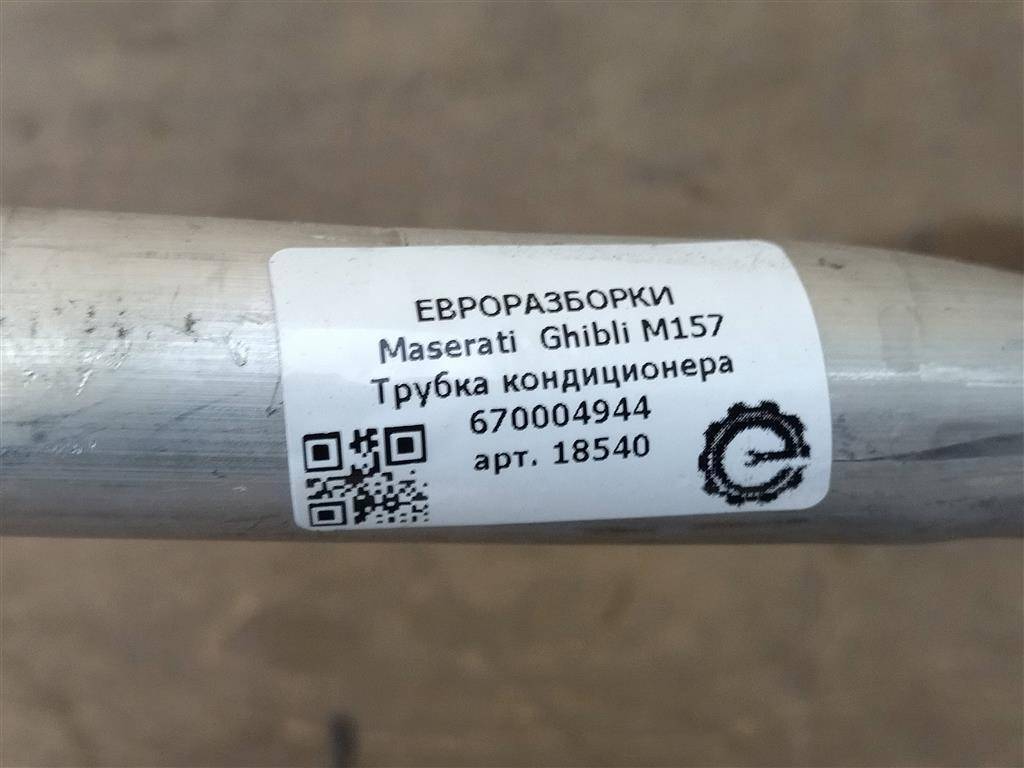 ЕВРОРАЗБОРКИ
Maserati Ghibli M157
Трубка кондиционера
670004944
арт. 18540